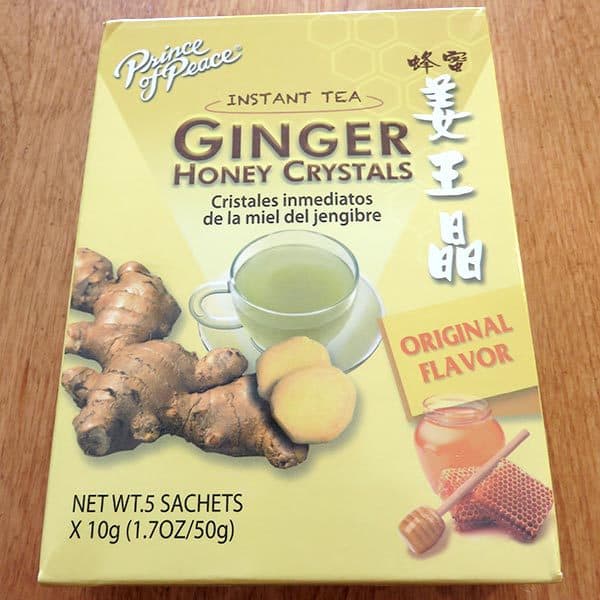 Prince
of Peace®
INSTANT TEA
GINGER
HONEY CRYSTALS
Cristales inmediatos
de la miel del jengibre
蜂蜜
姜王晶
ORIGINAL
FLAVOR
NET WT.5 SACHETS
X 10g (1.7OZ/50g)